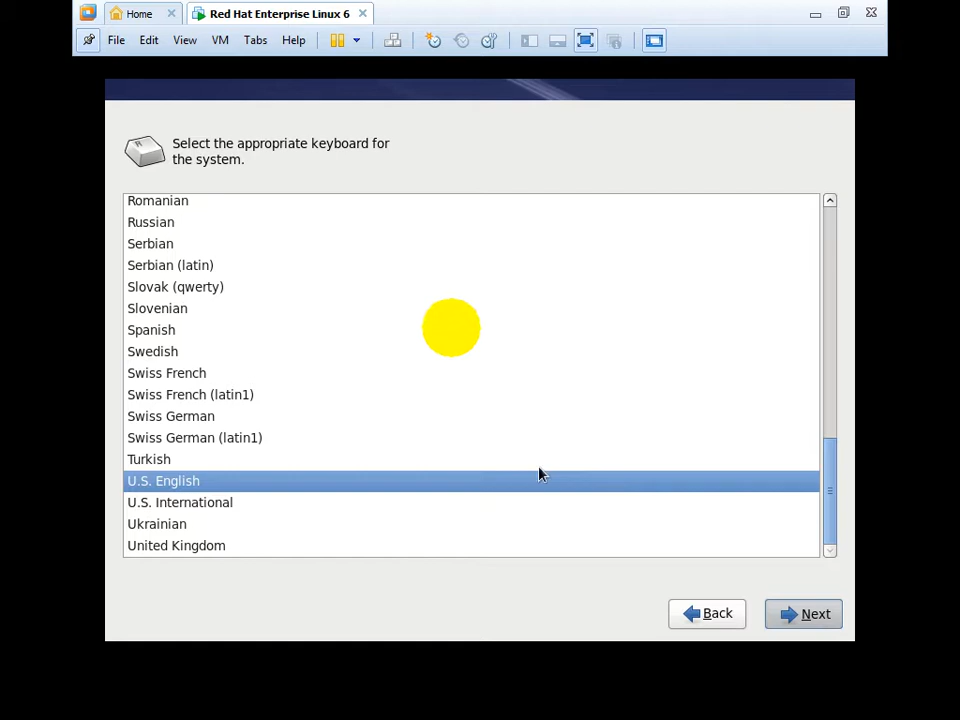 Home
Red Hat Enterprise Linux 6
File Edit View VM Tabs Help
Select the appropriate keyboard for
the system.
Romanian
Russian
Serbian
Serbian (latin)
Slovak (qwerty)
Slovenian
Spanish
Swedish
Swiss French
Swiss French (latin1)
Swiss German
Swiss German (latin1)
Turkish
U.S. English
U.S. International
Ukrainian
United Kingdom
Back
Next